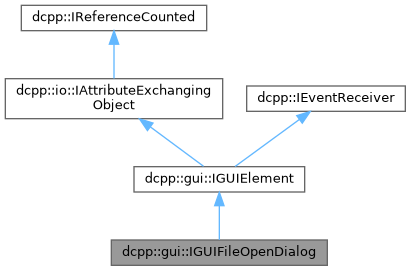 dcpp::IReferenceCounted
dcpp::io::IAttributeExchanging
Object
dcpp::IEventReceiver
dcpp::gui::IGUIElement
dcpp::gui::IGUIFileOpenDialog